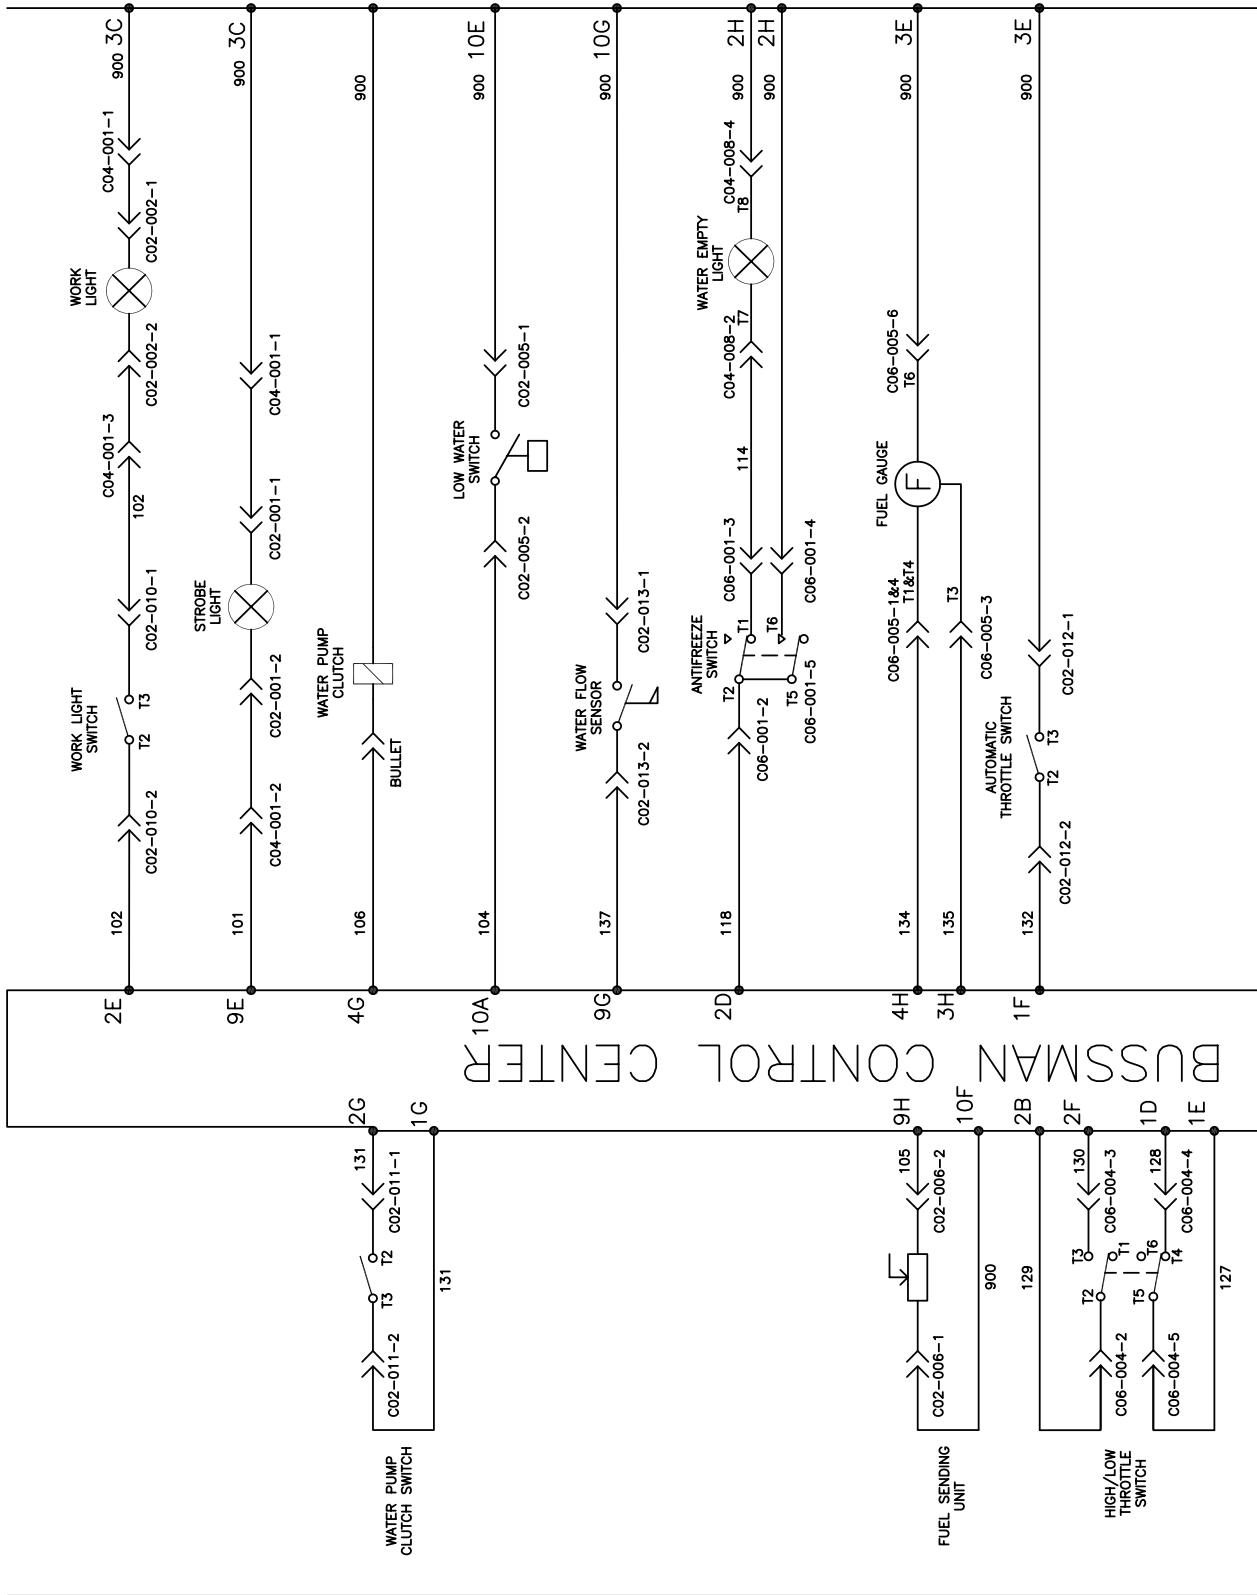 3C
900
C04-001-1
C02-002-1
WORK
LIGHT
C02-002-2
C04-001-3
102
C02-010-1
WORK LIGHT
SWITCH
T3
T2
C02-010-2
102
2E
3C
900
C04-001-1
C02-001-1
STROBE
LIGHT
C02-001-2
C04-001-2
101
9E
900
WATER PUMP
CLUTCH
BULLET
106
4G
10E
900
C02-005-1
LOW WATER
SWITCH
C02-005-2
104
10A
10G
900
C02-013-1
WATER FLOW
SENSOR
C02-013-2
137
9G
2H
2H
900
900
C04-008-4
T8
WATER EMPTY
LIGHT
T7
C04-008-2
114
C06-001-3
C06-001-4
ANTIFREEZE
SWITCH
T1
T6
T2
T5
C06-001-5
C06-001-2
118
2D
3E
900
C06-005-6
T6
FUEL GAUGE
F
T1&T4
C06-005-1&4
T3
C06-005-3
134
135
4H
3H
3E
900
C02-012-1
AUTOMATIC
THROTTLE SWITCH
T3
T2
C02-012-2
132
1F
BUSSMAN CONTROL CENTER
2G
1G
131
C02-011-1
T2
T3
131
C02-011-2
WATER PUMP
CLUTCH SWITCH
9H
10F
105
C02-006-2
900
C02-006-1
FUEL SENDING
UNIT
2B
2F
1D
1E
130
128
C06-004-3
C06-004-4
T3
T1
T6
T4
129
T2
T5
127
C06-004-2
C06-004-5
HIGH/LOW
THROTTLE
SWITCH